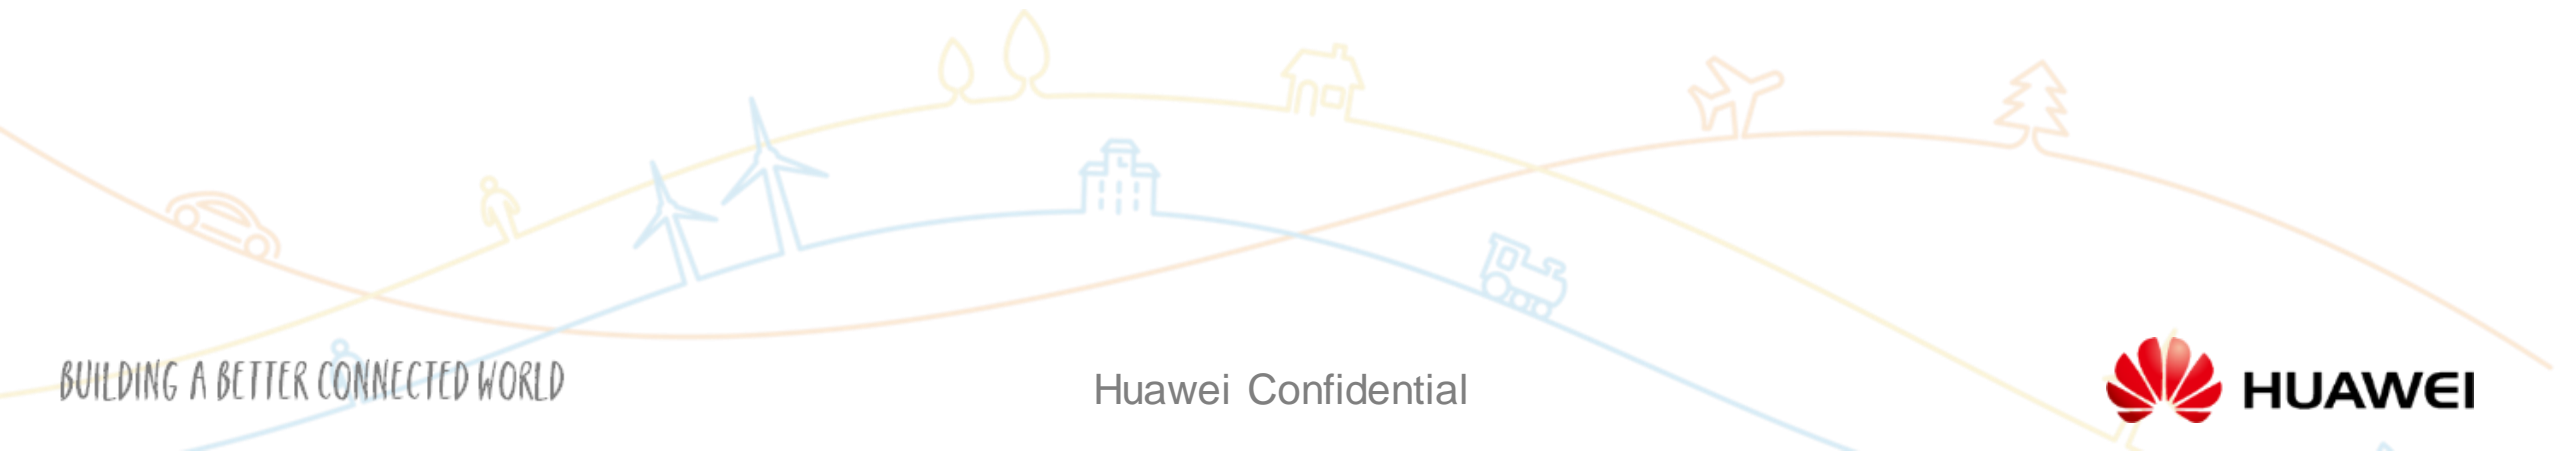 BUILDING A BETTER CONNECTED WORLD
Huawei Confidential
HUAWEI